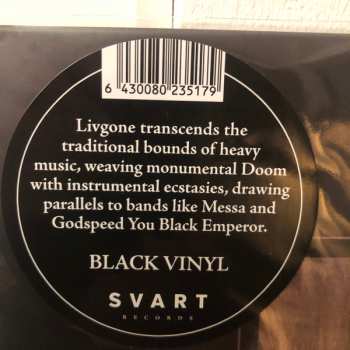 6 430080 235179
Livgone transcends the
traditional bounds of heavy
music, weaving monumental Doom
with instrumental ecstasies, drawing
parallels to bands like Messa and
Godspeed You Black Emperor.
BLACK VINYL
SVART
RECORDS